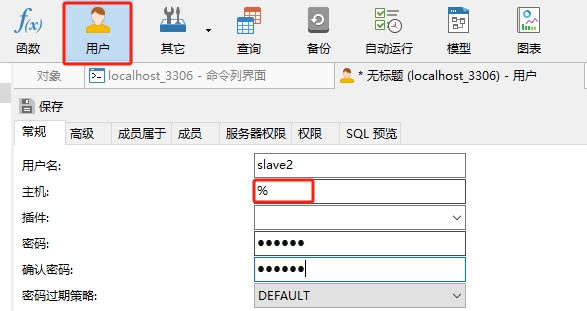 f(x)
函数 用户 其它 查询 备份 自动运行 模型 图表
对象 localhost_3306 - 命令列界面 * 无标题 (localhost_3306) - 用户
保存
常规 高级 成员属于 成员 服务器权限 权限 SQL 预览
用户名: slave2
主机: %
插件:
密码: ●●●●●●
确认密码: ●●●●●●
密码过期策略: DEFAULT